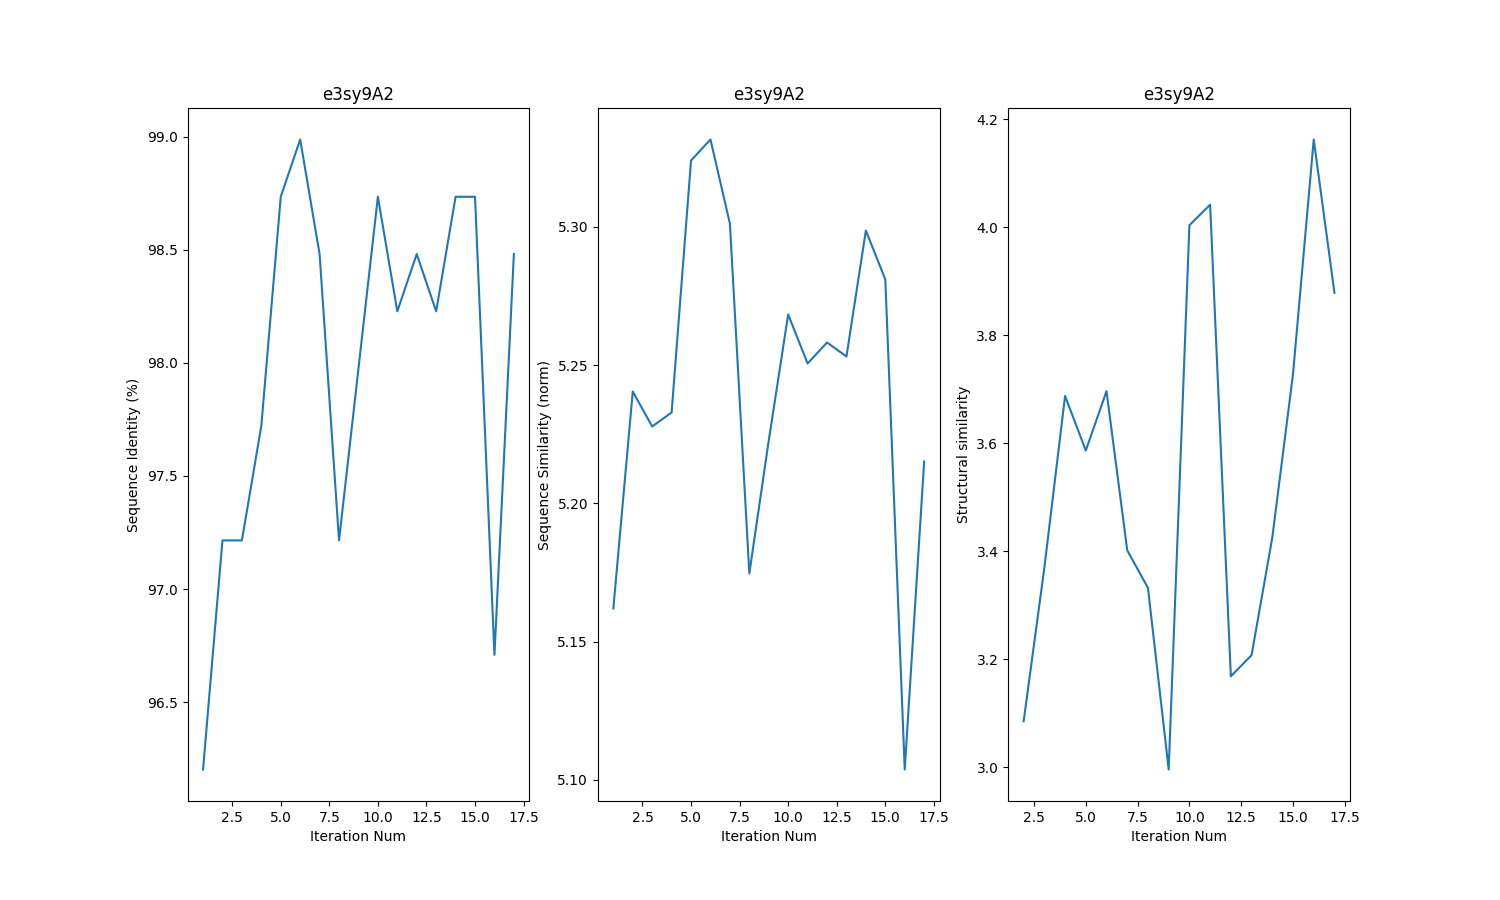 e3sy9A2
99.0
98.5
98.0
97.5
97.0
96.5
Sequence Identity (%)
2.5 5.0 7.5 10.0 12.5 15.0 17.5
Iteration Num
e3sy9A2
5.30
5.25
5.20
5.15
5.10
Sequence Similarity (norm)
2.5 5.0 7.5 10.0 12.5 15.0 17.5
Iteration Num
e3sy9A2
4.2
4.0
3.8
3.6
3.4
3.2
3.0
Structural similarity
2.5 5.0 7.5 10.0 12.5 15.0 17.5
Iteration Num